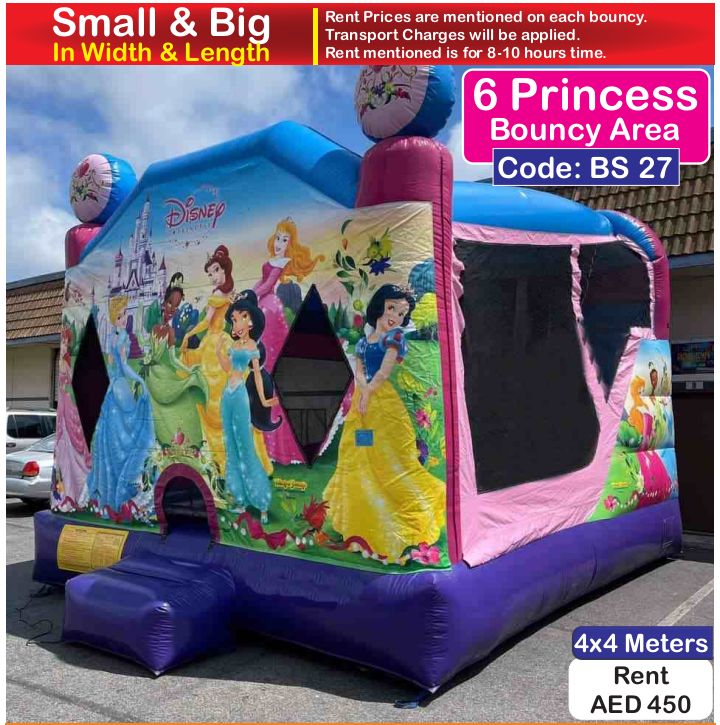 Small & Big
In Width & Length
Rent Prices are mentioned on each bouncy.
Transport Charges will be applied.
Rent mentioned is for 8-10 hours time.
6 Princess
Bouncy Area
Code: BS 27
Disney
PRINCESS
4x4 Meters
Rent
AED 450